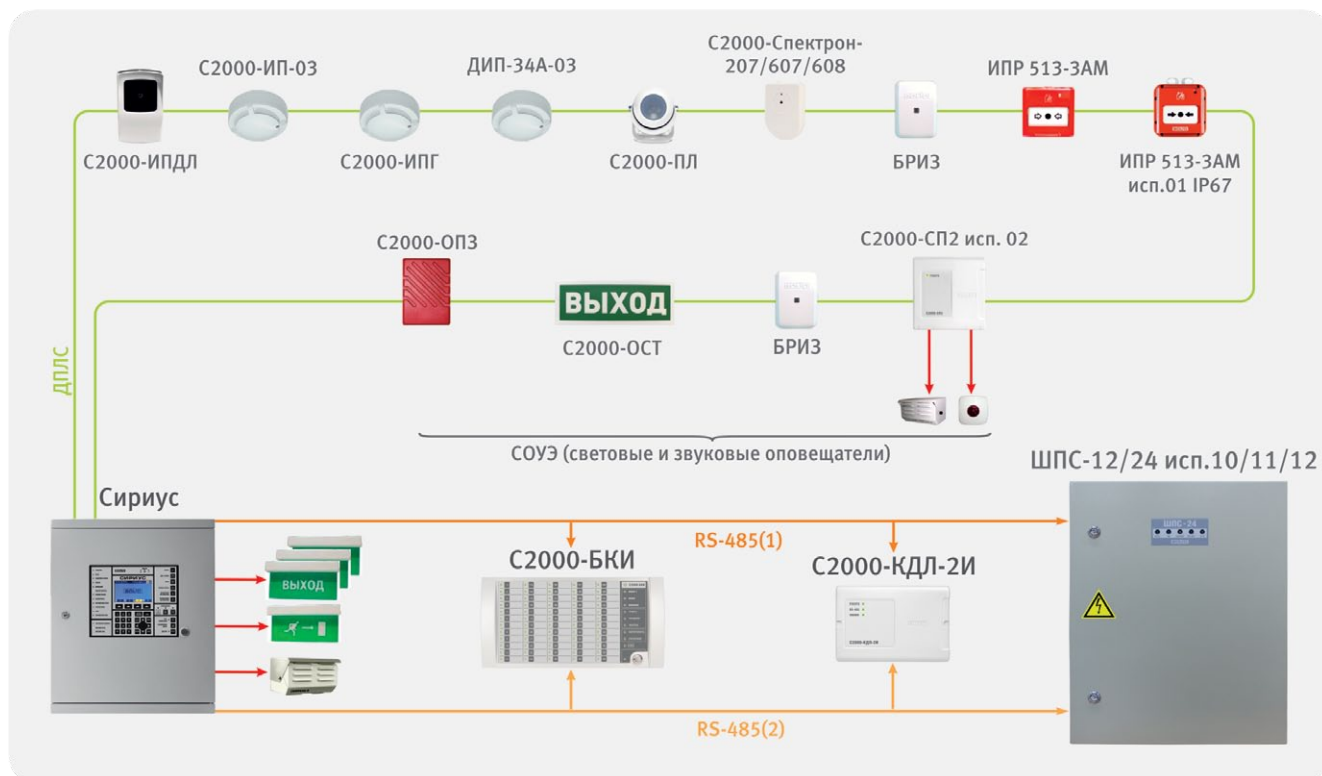 С2000-Спектрон-
207/607/608
С2000-ИП-03
ДИП-34А-03
ИПР 513-3АМ
С2000-ИПДЛ
С2000-ИПГ
С2000-ПЛ
БРИЗ
ИПР 513-3АМ
исп.01 IP67
С2000-ОПЗ
С2000-СП2 исп. 02
ВЫХОД
С2000-ОСТ
БРИЗ
ДПЛС
СОУЭ (световые и звуковые оповещатели)
ШПС-12/24 исп.10/11/12
Сириус
RS-485(1)
ШПС-24
С2000-БКИ
С2000-КДЛ-2И
СИРИУС
ВЫХОД
RS-485(2)